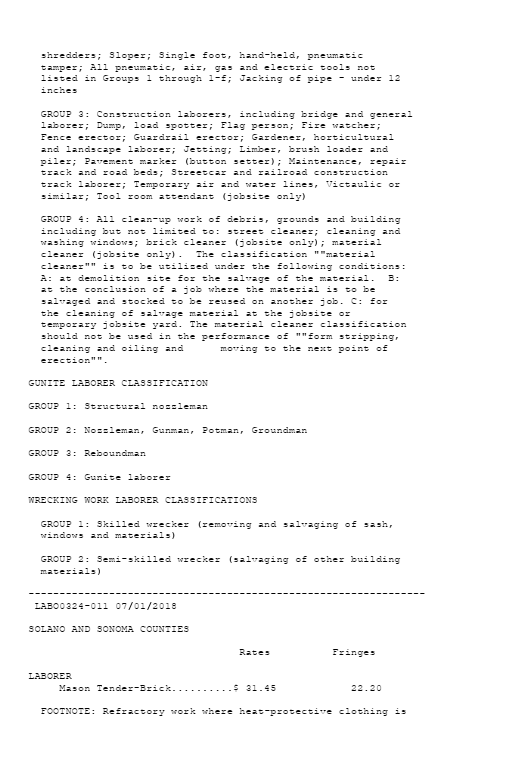 shredders; Sloper; Single foot, hand-held, pneumatic
tamper; All pneumatic, air, gas and electric tools not
listed in Groups 1 through 1-f; Jacking of pipe - under 12
inches
GROUP 3: Construction laborers, including bridge and general
laborer; Dump, load spotter; Flag person; Fire watcher;
Fence erector; Guardrail erector; Gardener, horticultural
and landscape laborer; Jetting; Limber, brush loader and
piler; Pavement marker (button setter); Maintenance, repair
track and road beds; Streetcar and railroad construction
track laborer; Temporary air and water lines, Victaulic or
similar; Tool room attendant (jobsite only)
GROUP 4: All clean-up work of debris, grounds and building
including but not limited to: street cleaner; cleaning and
washing windows; brick cleaner (jobsite only); material
cleaner (jobsite only).  The classification ""material
cleaner"" is to be utilized under the following conditions:
A: at demolition site for the salvage of the material.  B:
at the conclusion of a job where the material is to be
salvaged and stocked to be reused on another job. C: for
the cleaning of salvage material at the jobsite or
temporary jobsite yard. The material cleaner classification
should not be used in the performance of ""form stripping,
cleaning and oiling and      moving to the next point of
erection"".
GUNITE LABORER CLASSIFICATION
GROUP 1: Structural nozzleman
GROUP 2: Nozzleman, Gunman, Potman, Groundman
GROUP 3: Reboundman
GROUP 4: Gunite laborer
WRECKING WORK LABORER CLASSIFICATIONS
GROUP 1: Skilled wrecker (removing and salvaging of sash,
windows and materials)
GROUP 2: Semi-skilled wrecker (salvaging of other building
materials)
----------------------------------------------------------------
LABO0324-011 07/01/2018
SOLANO AND SONOMA COUNTIES
Rates          Fringes
LABORER
Mason Tender-Brick..........$ 31.45            22.20
FOOTNOTE: Refractory work where heat-protective clothing is